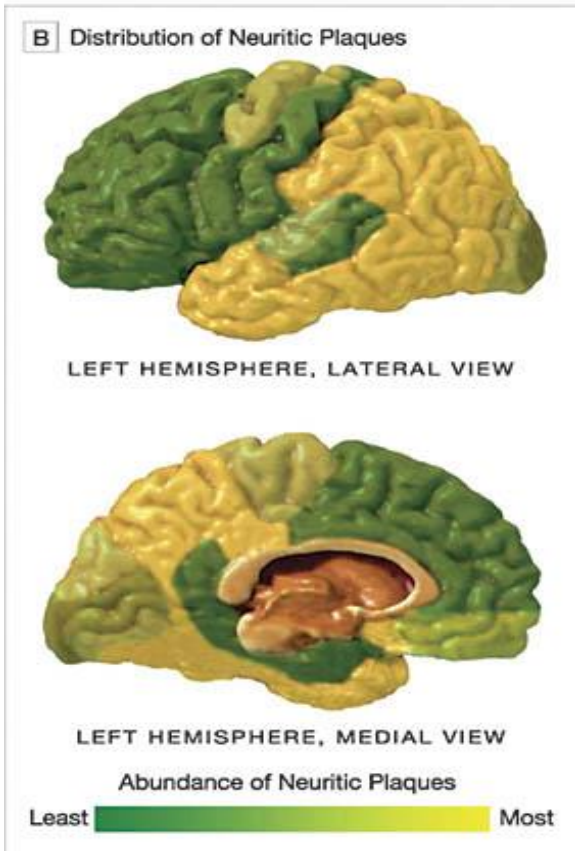 B Distribution of Neuritic Plaques
LEFT HEMISPHERE, LATERAL VIEW
LEFT HEMISPHERE, MEDIAL VIEW
Abundance of Neuritic Plaques
Least Most